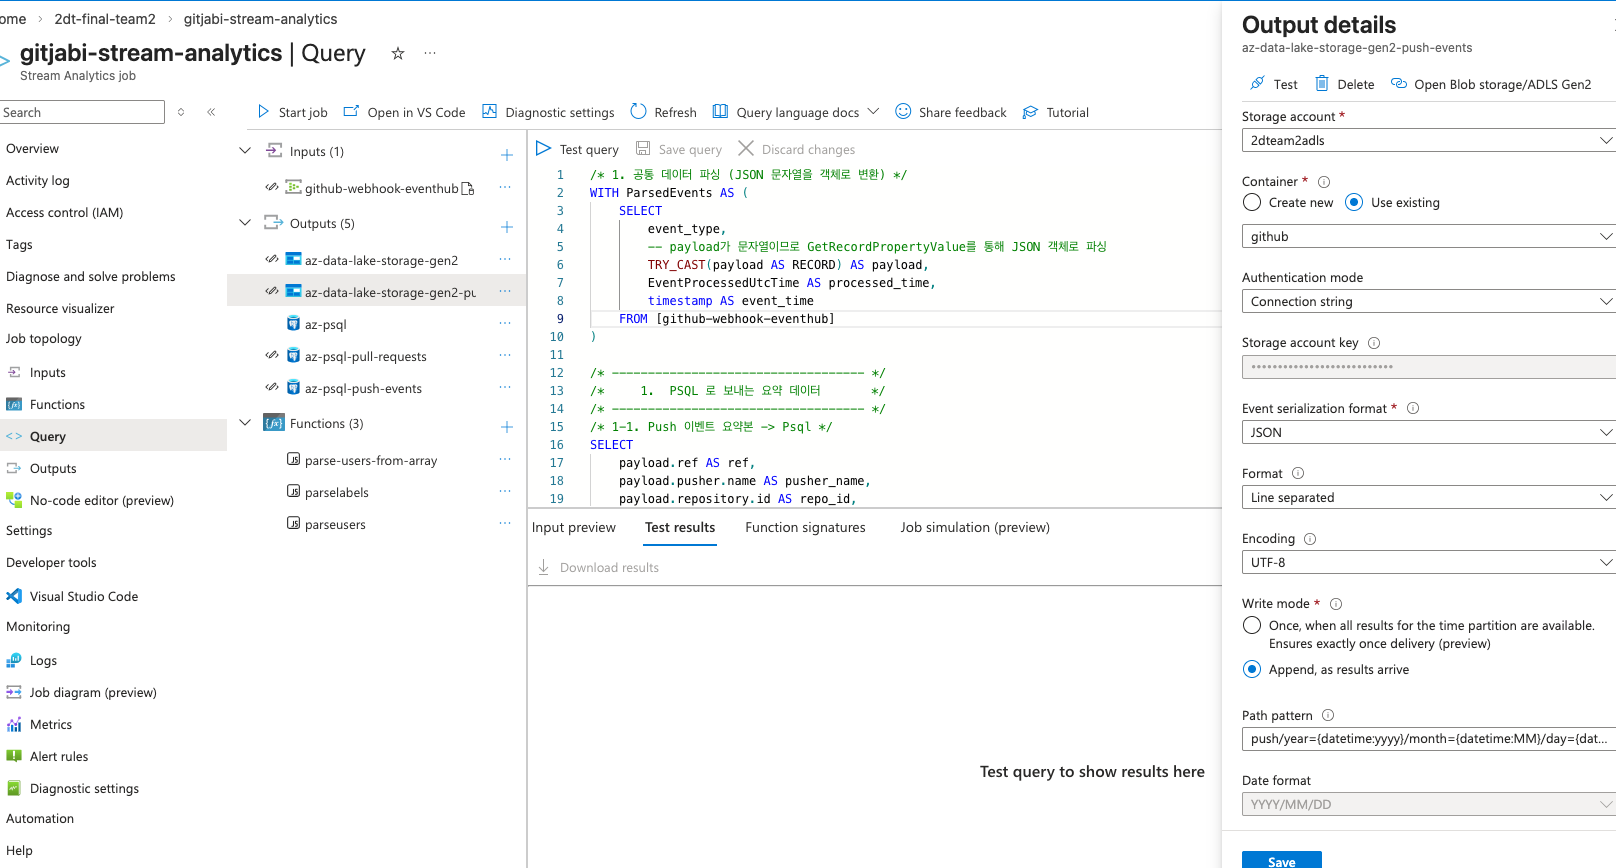 ome > 2dt-final-team2 > gitjabi-stream-analytics
gitjabi-stream-analytics | Query
Stream Analytics job
Search
Overview
Activity log
Access control (IAM)
Tags
Diagnose and solve problems
Resource visualizer
Job topology
Inputs
Functions
Query
Outputs
No-code editor (preview)
Settings
Developer tools
Visual Studio Code
Monitoring
Logs
Job diagram (preview)
Metrics
Alert rules
Diagnostic settings
Automation
Help
Start job
Open in VS Code
Diagnostic settings
Refresh
Query language docs
Share feedback
Tutorial
Inputs (1)
github-webhook-eventhub
Outputs (5)
az-data-lake-storage-gen2
az-data-lake-storage-gen2-pu
az-psql
az-psql-pull-requests
az-psql-push-events
Functions (3)
parse-users-from-array
parselabels
parseusers
Test query
Save query
Discard changes
1 /* 1. 공통 데이터 파싱 (JSON 문자열을 객체로 변환) */
2 WITH ParsedEvents AS (
3 SELECT
4 event_type,
5 -- payload가 문자열이므로 GetRecordPropertyValue를 통해 JSON 객체로 파싱
6 TRY_CAST(payload AS RECORD) AS payload,
7 EventProcessedUtcTime AS processed_time,
8 timestamp AS event_time
9 FROM [github-webhook-eventhub]
10 )
11
12 /* ----------------------------------- */
13 /* 1. PSQL 로 보내는 요약 데이터 */
14 /* ----------------------------------- */
15 /* 1-1. Push 이벤트 요약본 -> Psql */
16 SELECT
17 payload.ref AS ref,
18 payload.pusher.name AS pusher_name,
19 payload.repository.id AS repo_id,
Input preview
Test results
Function signatures
Job simulation (preview)
Download results
Test query to show results here
Output details
az-data-lake-storage-gen2-push-events
Test
Delete
Open Blob storage/ADLS Gen2
Storage account *
2dteam2adls
Container *
Create new
Use existing
github
Authentication mode
Connection string
Storage account key
•••••••••••••••••••••••••••
Event serialization format *
JSON
Format
Line separated
Encoding
UTF-8
Write mode *
Once, when all results for the time partition are available.
Ensures exactly once delivery (preview)
Append, as results arrive
Path pattern
push/year={datetime:yyyy}/month={datetime:MM}/day={dat...
Date format
YYYY/MM/DD
Save